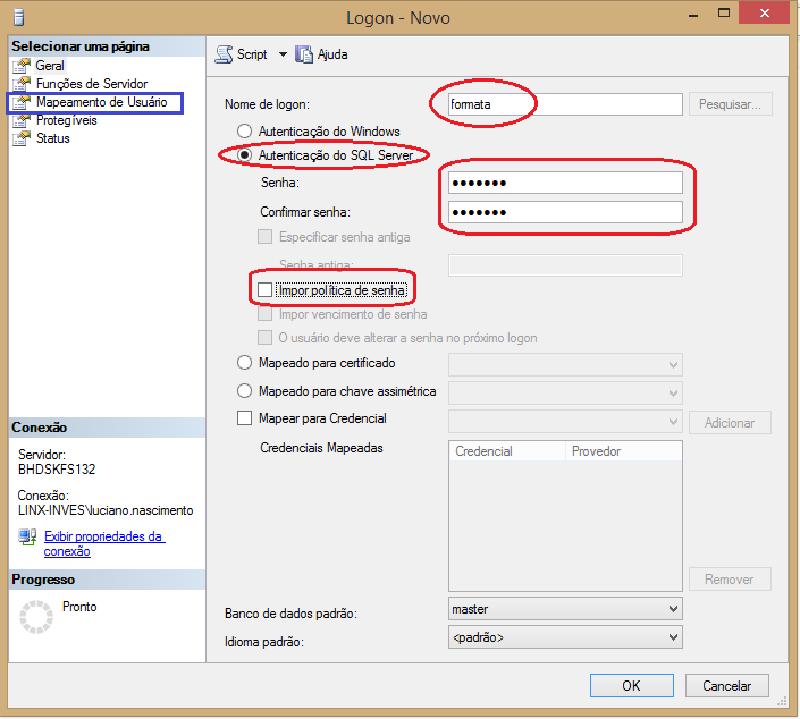 Logon - Novo
Selecionar uma página
Geral
Funções de Servidor
Mapeamento de Usuário
Protegíveis
Status
Script
Ajuda
Nome de logon: formata Pesquisar...
Autenticação do Windows
Autenticação do SQL Server
Senha: •••••••
Confirmar senha: •••••••
Especificar senha antiga
Senha antiga:
Impor política de senha
Impor vencimento de senha
O usuário deve alterar a senha no próximo logon
Mapeado para certificado
Mapeado para chave assimétrica
Mapear para Credencial Adicionar
Credenciais Mapeadas Credencial Provedor
Remover
Banco de dados padrão: master
Idioma padrão: <padrão>
Conexão
Servidor:
BHDSKFS132
Conexão:
LINX-INVES\luciano.nascimento
Exibir propriedades da
conexão
Progresso
Pronto
OK Cancelar